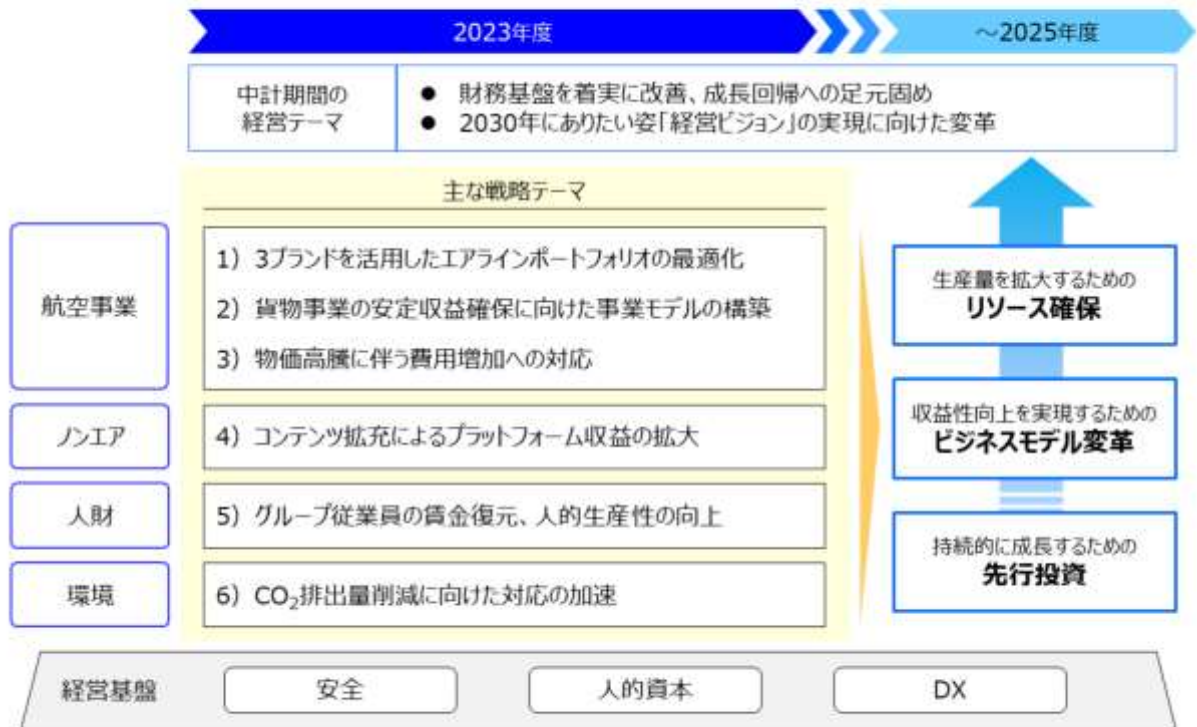 2023年度
～2025年度
中計期間の
経営テーマ
● 財務基盤を着実に改善、成長回帰への足元固め
● 2030年にありたい姿「経営ビジョン」の実現に向けた変革
主な戦略テーマ
航空事業
1）3ブランドを活用したエアラインポートフォリオの最適化
2）貨物事業の安定収益確保に向けた事業モデルの構築
3）物価高騰に伴う費用増加への対応
ノンエア
4）コンテンツ拡充によるプラットフォーム収益の拡大
人財
5）グループ従業員の賃金復元、人的生産性の向上
環境
6）CO₂排出量削減に向けた対応の加速
生産量を拡大するための
リソース確保
収益性向上を実現するための
ビジネスモデル変革
持続的に成長するための
先行投資
経営基盤
安全
人的資本
DX